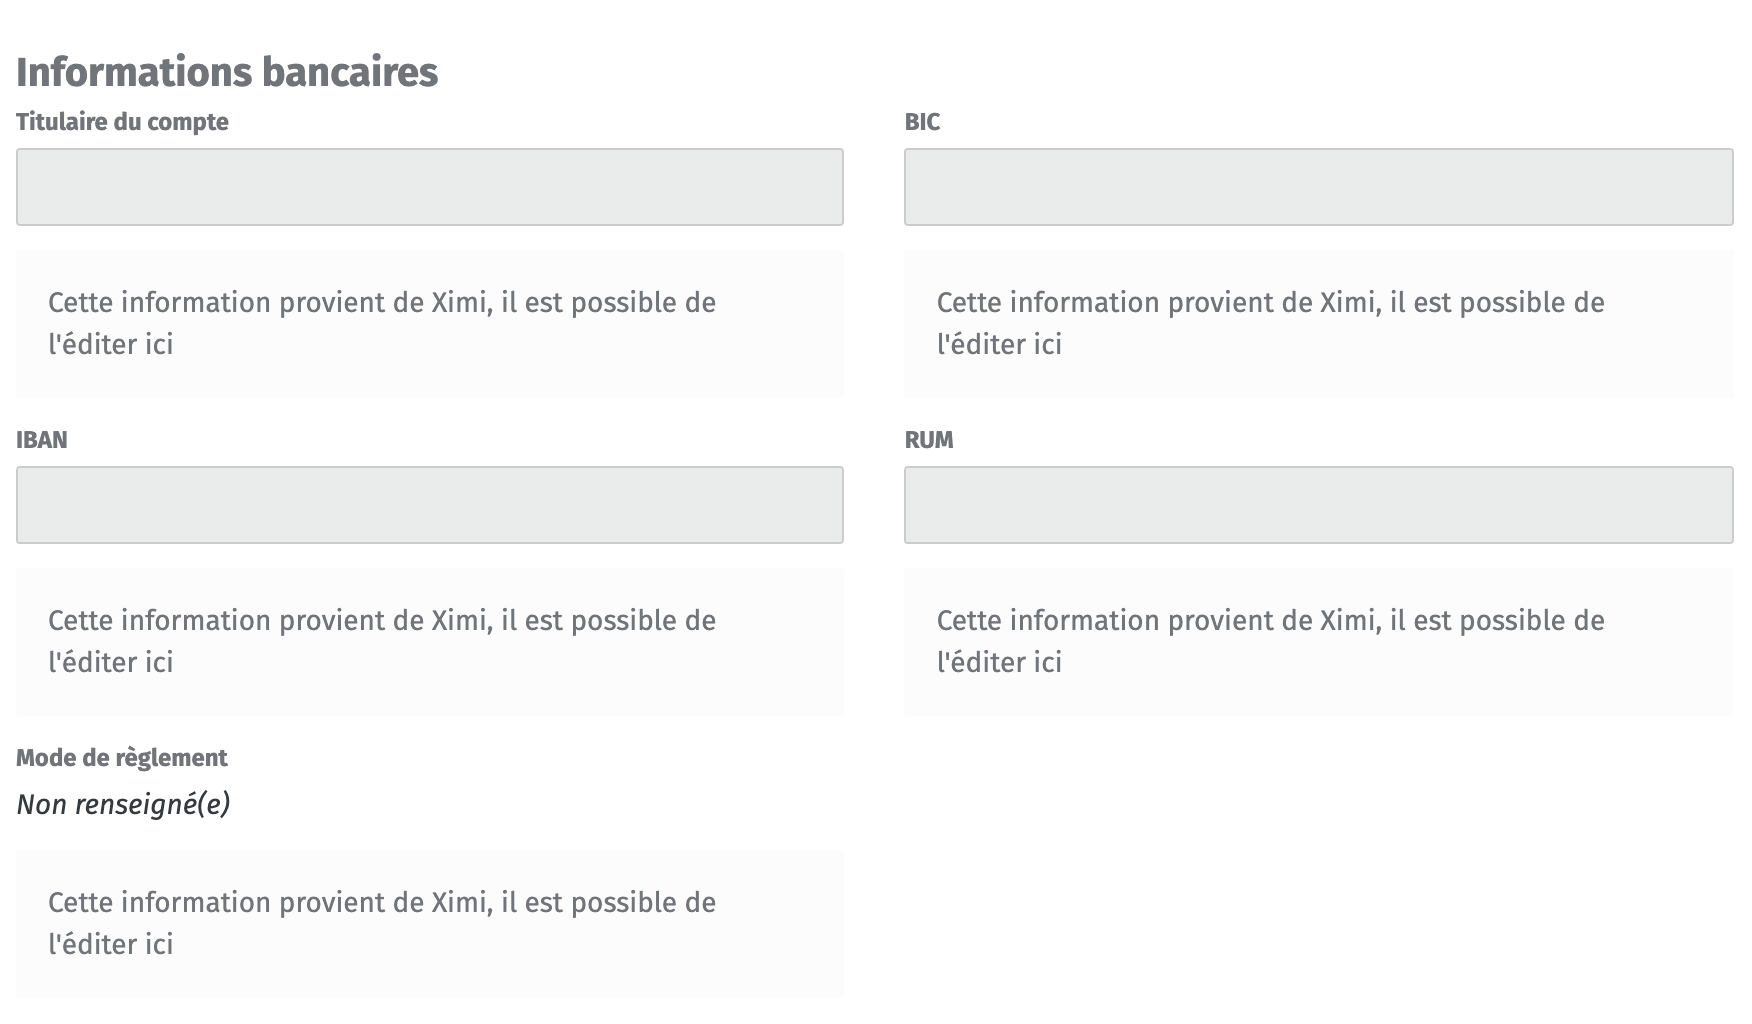 Informations bancaires
Titulaire du compte
BIC
Cette information provient de Ximi, il est possible de
l'éditer ici
Cette information provient de Ximi, il est possible de
l'éditer ici
IBAN
RUM
Cette information provient de Ximi, il est possible de
l'éditer ici
Cette information provient de Ximi, il est possible de
l'éditer ici
Mode de règlement
Non renseigné(e)
Cette information provient de Ximi, il est possible de
l'éditer ici